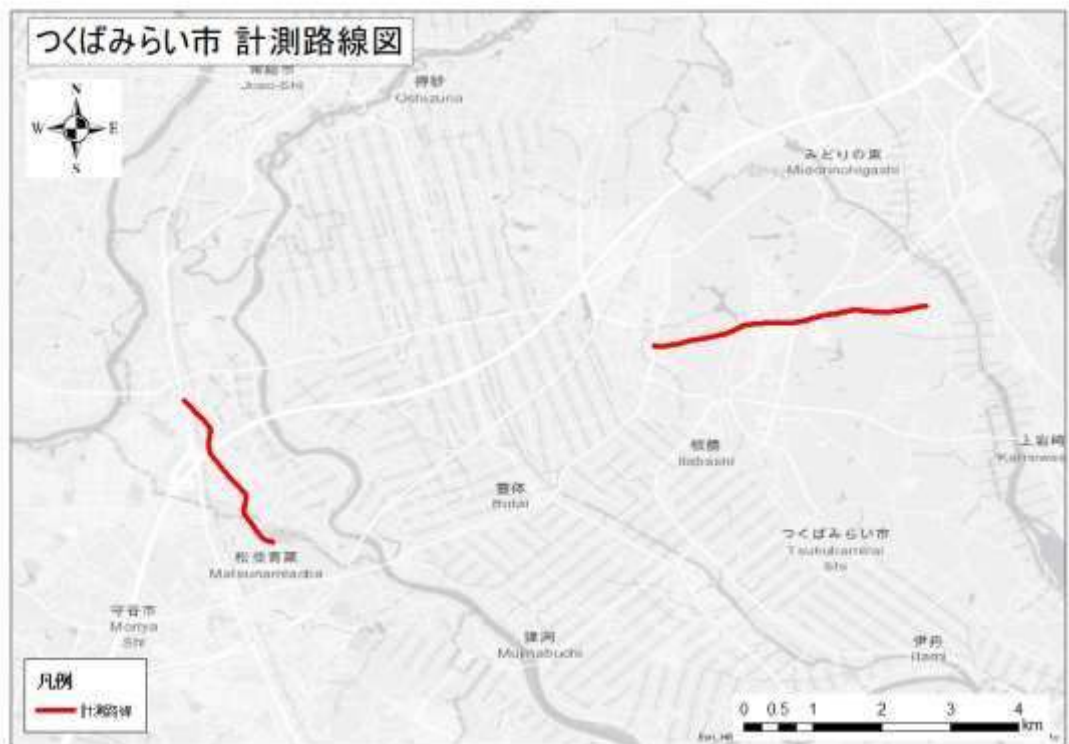 つくばみらい市 計測路線図
常総市
Joso-Shi
押砂
Oshizuna
N
W
E
S
みどりの東
Midorinohigashi
板橋
Itabashi
上岩崎
豊体
Butai
つくばみらい市
Tsukubamirai
Shi
松並青葉
Matsunamiaoba
守谷市
Moriya
Shi
Mujinabuchi
伊丹
Itami
凡例
計測路線
0 0.5 1 2 3 4
km